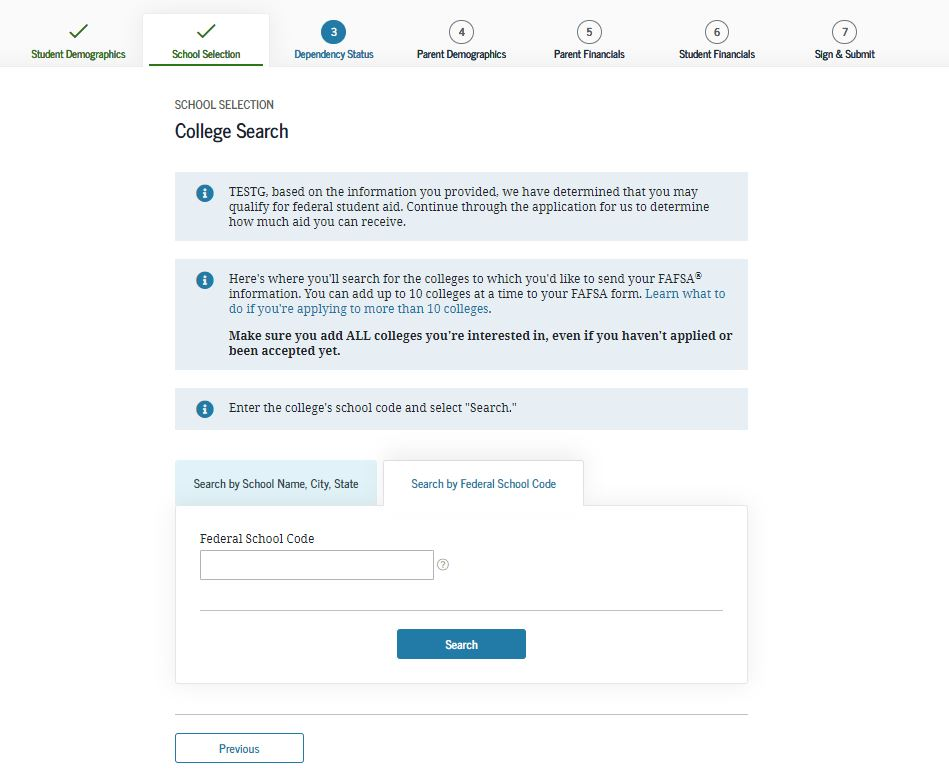 3 4 5 6 7
Student Demographics School Selection Dependency Status Parent Demographics Parent Financials Student Financials Sign & Submit
SCHOOL SELECTION
College Search
TESTG, based on the information you provided, we have determined that you may
qualify for federal student aid. Continue through the application for us to determine
how much aid you can receive.
Here's where you'll search for the colleges to which you'd like to send your FAFSA®
information. You can add up to 10 colleges at a time to your FAFSA form. Learn what to
do if you're applying to more than 10 colleges.
Make sure you add ALL colleges you're interested in, even if you haven't applied or
been accepted yet.
Enter the college's school code and select "Search."
Search by School Name, City, State Search by Federal School Code
Federal School Code
?
Search
Previous